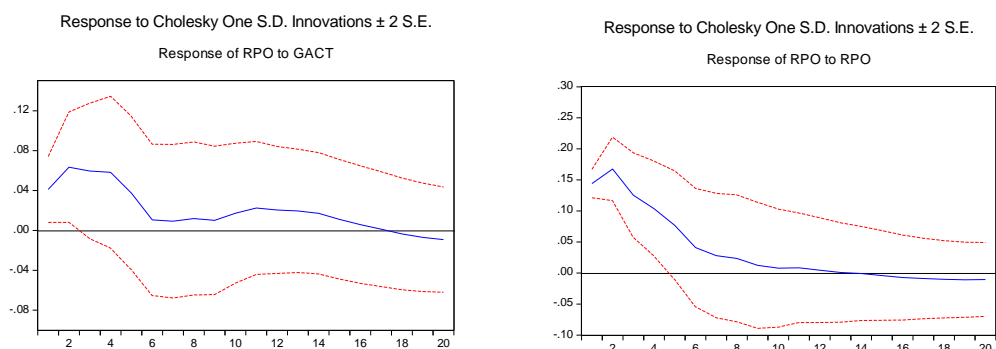 Response to Cholesky One S.D. Innovations ± 2 S.E.
Response of RPO to GACT
.12
.08
.04
.00
-.04
-.08
2 4 6 8 10 12 14 16 18 20
Response to Cholesky One S.D. Innovations ± 2 S.E.
Response of RPO to RPO
.30
.25
.20
.15
.10
.05
.00
-.05
-.10
2 4 6 8 10 12 14 16 18 20